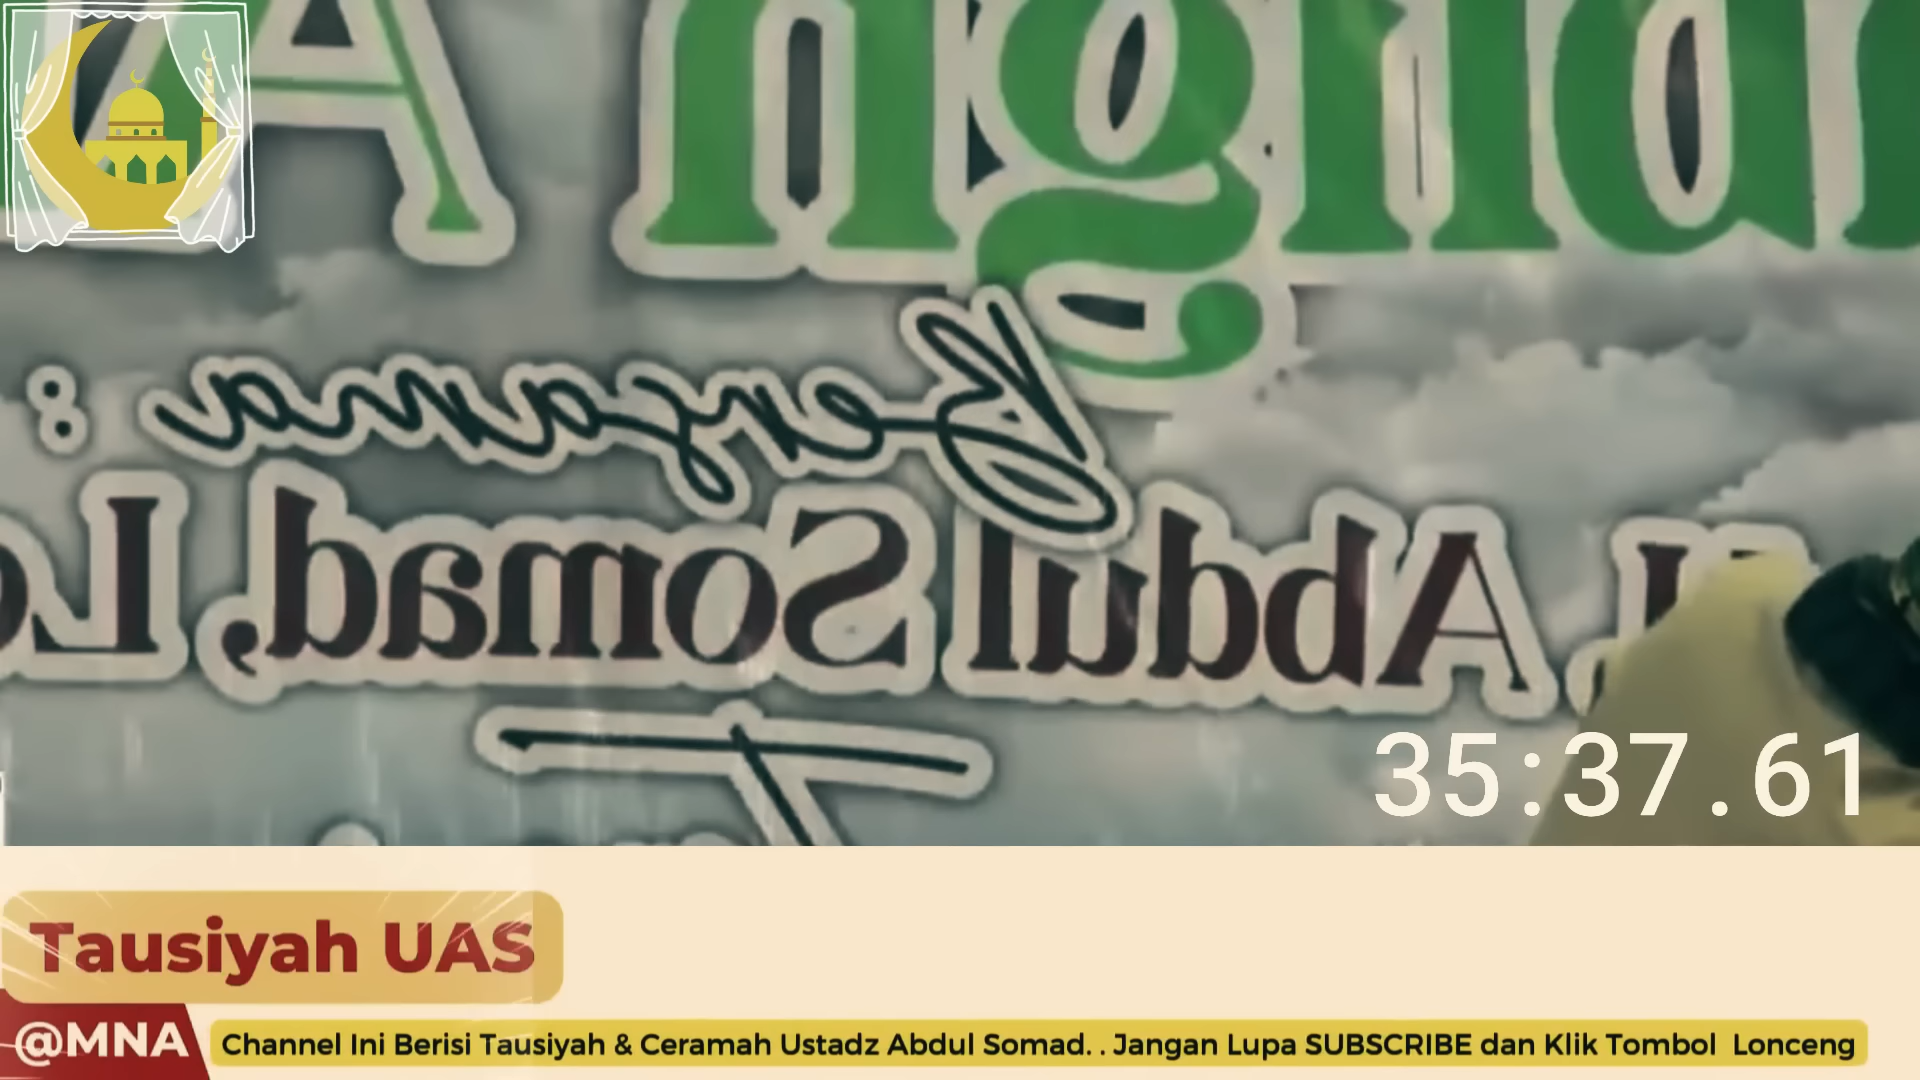 bligh A
Bersama :
Abdul Somad, Lc
35:37.61
Tausiyah UAS
@MNA
Channel Ini Berisi Tausiyah & Ceramah Ustadz Abdul Somad. . Jangan Lupa SUBSCRIBE dan Klik Tombol Lonceng